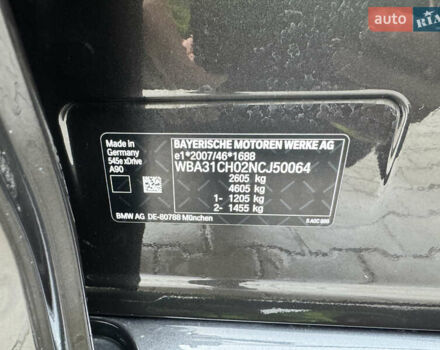 AUTO
RIA
Made in
Germany
545e xDrive
A90
BAYERISCHE MOTOREN WERKE AG
e1*2007/46*1688
WBA31CH02NCJ50064
2605 kg
4605 kg
1- 1205 kg
2- 1455 kg
BMW AG DE-80788 München